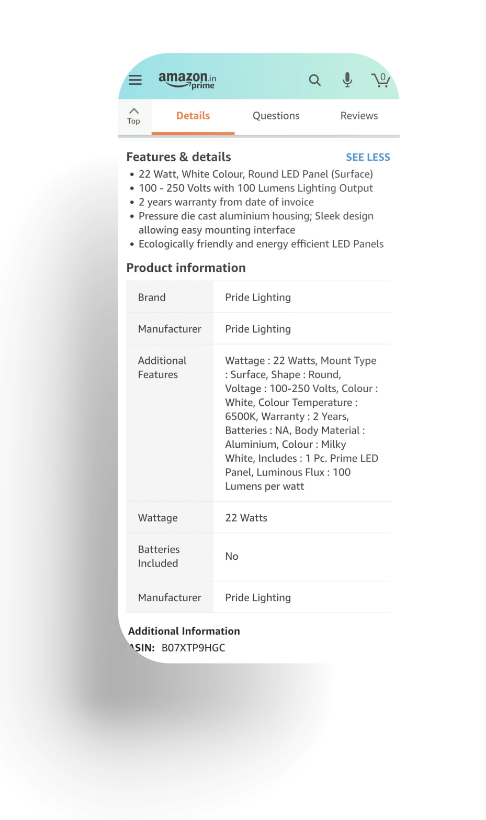 amazon.in
prime
0
Top
Details
Questions
Reviews
Features & details
SEE LESS
• 22 Watt, White Colour, Round LED Panel (Surface)
• 100 - 250 Volts with 100 Lumens Lighting Output
• 2 years warranty from date of invoice
• Pressure die cast aluminium housing; Sleek design
allowing easy mounting interface
• Ecologically friendly and energy efficient LED Panels
Product information
Brand
Pride Lighting
Manufacturer
Pride Lighting
Additional
Features
Wattage : 22 Watts, Mount Type
: Surface, Shape : Round,
Voltage : 100-250 Volts, Colour :
White, Colour Temperature :
6500K, Warranty : 2 Years,
Batteries : NA, Body Material :
Aluminium, Colour : Milky
White, Includes : 1 Pc. Prime LED
Panel, Luminous Flux : 100
Lumens per watt
Wattage
22 Watts
Batteries
Included
No
Manufacturer
Pride Lighting
Additional Information
ASIN: B07XTP9HGC